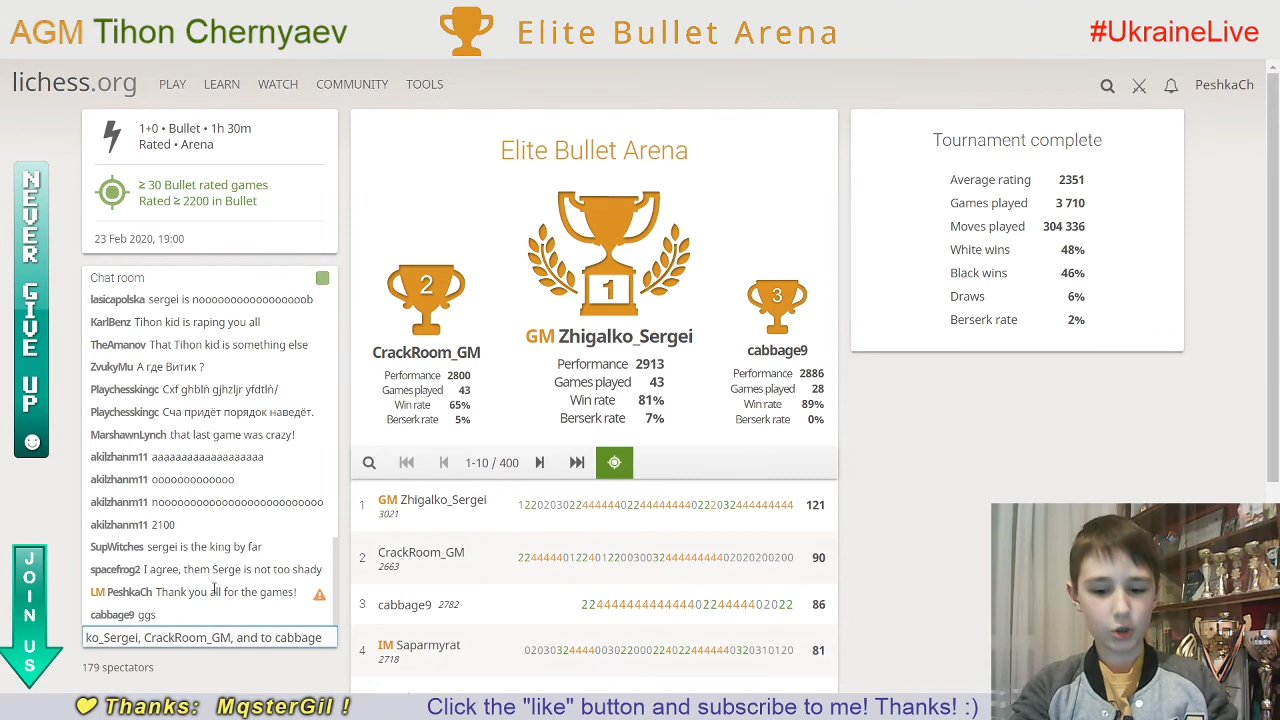 AGM Tihon Chernyaev
Elite Bullet Arena
#UkraineLive
lichess.org
PLAY LEARN WATCH COMMUNITY TOOLS
PeshkaCh
1+0 • Bullet • 1h 30m
Rated • Arena
≥ 30 Bullet rated games
Rated ≥ 2200 in Bullet
23 Feb 2020, 19:00
NEVER GIVE UP
JOIN US
Chat room
lasicapolska sergei is nooooooooooooooooob
KarlBenz Tihon kid is raping you all
TheAmanov That Tihon kid is something else
ZvukyMu А где Витик ?
Playchesskingc Cxf ghbln gjhzljr yfdtln/
Playchesskingc Сча придёт порядок наведёт.
MarshawnLynch that last game was crazy!
akilzhanm11 aaaaaaaaaaaaaaaaaaa
akilzhanm11 ooooooooooooo
akilzhanm11 nooooooooooooooooooooooooooo
akilzhanm11 2100
SupWitches sergei is the king by far
spacefrog2 I agree, them Serge is not too shady
LM PeshkaCh Thank you all for the games!
cabbage9 ggs
ko_Sergei, CrackRoom_GM, and to cabbage
179 spectators
Elite Bullet Arena
2
CrackRoom_GM
Performance 2800
Games played 43
Win rate 65%
Berserk rate 5%
1
GM Zhigalko_Sergei
Performance 2913
Games played 43
Win rate 81%
Berserk rate 7%
3
cabbage9
Performance 2886
Games played 28
Win rate 89%
Berserk rate 0%
1-10 / 400
1 GM Zhigalko_Sergei 121
3021
2 CrackRoom_GM 90
2663
3 cabbage9 2782 86
4 IM Saparmyrat 81
2718
Tournament complete
Average rating 2351
Games played 3 710
Moves played 304 336
White wins 48%
Black wins 46%
Draws 6%
Berserk rate 2%
Thanks: MqsterGil !
Click the "like" button and subscribe to me! Thanks! :)